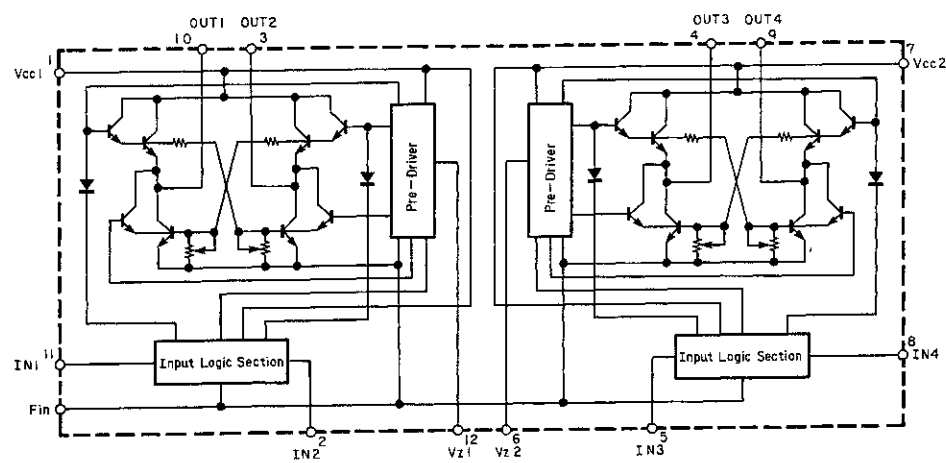 OUT1 OUT2 OUT3 OUT4
10 3 4 9
1 7
Vcc1 Vcc2
Pre-Driver Pre-Driver
11 8
IN1 Input Logic Section Input Logic Section IN4
Fin
2 12 6 5
IN2 Vz1 Vz2 IN3